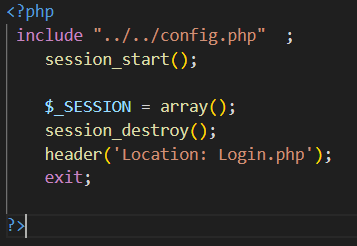 <?php
include "../../config.php"  ;
session_start();
$_SESSION = array();
session_destroy();
header('Location: Login.php');
exit;
?>